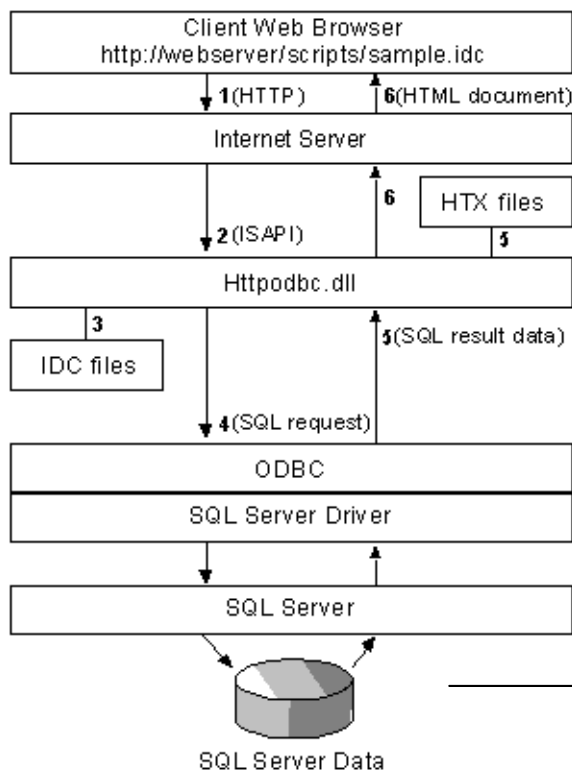 Client Web Browser
http://webserver/scripts/sample.idc
1(HTTP)
6(HTML document)
Internet Server
2(ISAPI)
6
HTX files
5
Httpodbc.dll
3
IDC files
5(SQL result data)
4(SQL request)
ODBC
SQL Server Driver
SQL Server
SQL Server Data